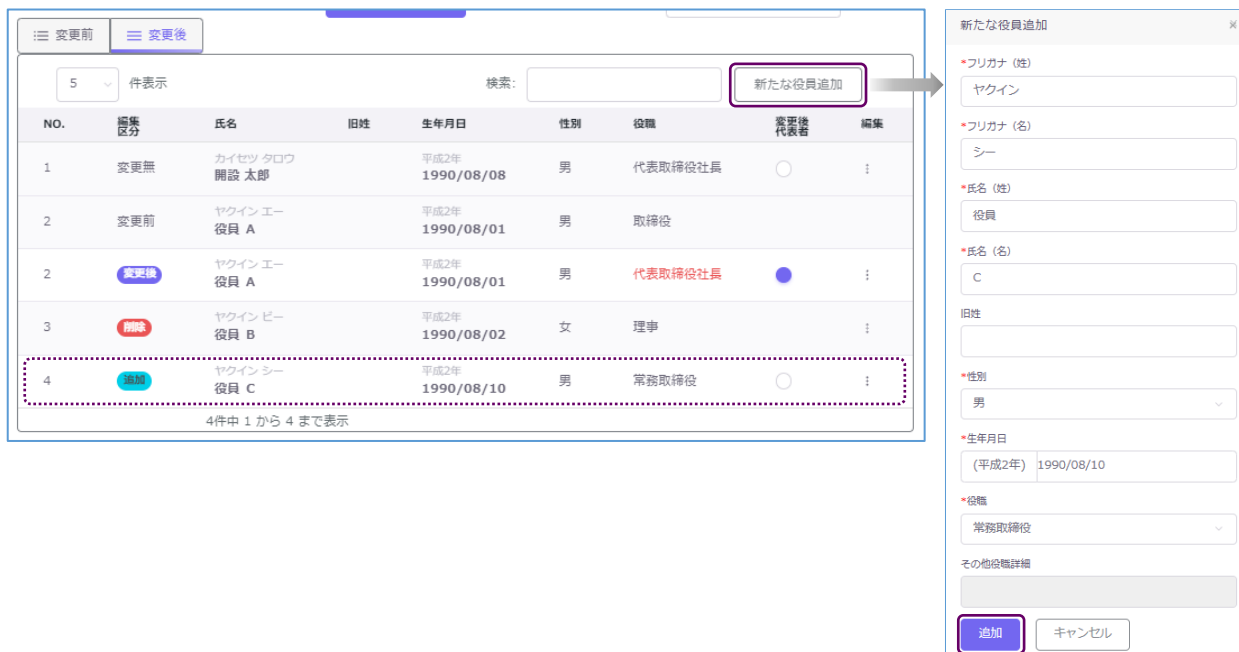 変更前
変更後
5 件表示
検索:
新たな役員追加
NO. 編集区分 氏名 旧姓 生年月日 性別 役職 変更後代表者 編集
カイセツ タロウ 平成2年
1 変更無 開設 太郎 1990/08/08 男 代表取締役社長
ヤクイン エー 平成2年
2 変更前 役員 A 1990/08/01 男 取締役
ヤクイン エー 平成2年
2 変更後 役員 A 1990/08/01 男 代表取締役社長
ヤクイン ビー 平成2年
3 削除 役員 B 1990/08/02 女 理事
ヤクイン シー 平成2年
4 追加 役員 C 1990/08/10 男 常務取締役
4件中 1 から 4 まで表示
新たな役員追加
*フリガナ（姓）
ヤクイン
*フリガナ（名）
シー
*氏名（姓）
役員
*氏名（名）
C
旧姓
*性別
男
*生年月日
(平成2年) 1990/08/10
*役職
常務取締役
その他役職詳細
追加 キャンセル